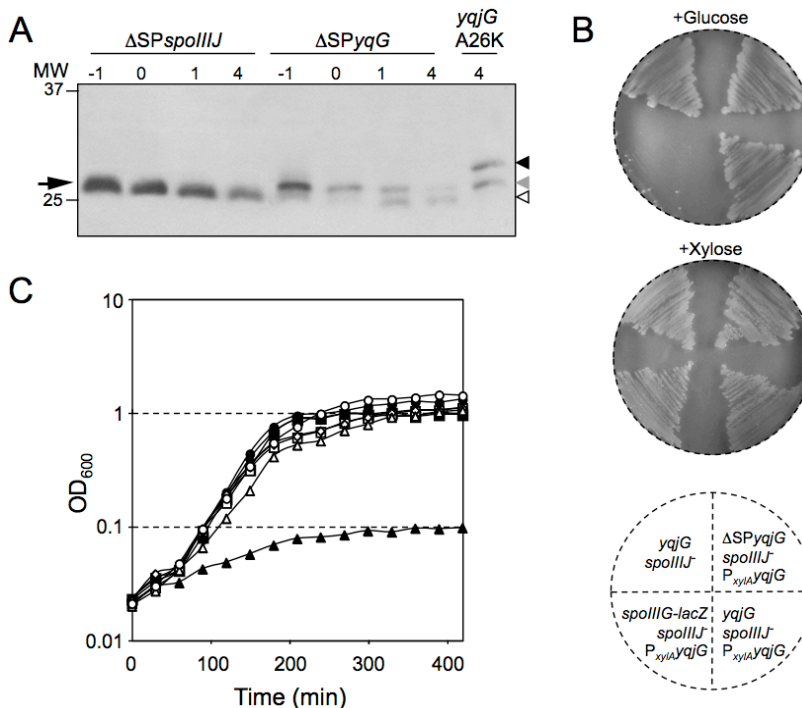 A
ΔSPspoIIIJ
ΔSPyqG
yqjG
A26K
MW
-1 0 1 4 -1 0 1 4 4
37
25
B
+Glucose
+Xylose
yqjG
spoIIIJ-
ΔSPyqjG
spoIIIJ-
PxylAyqjG
spoIIIG-lacZ
spoIIIJ-
PxylAyqjG
yqjG
spoIIIJ-
PxylAyqjG
C
10
1
0.1
0.01
OD600
0 100 200 300 400
Time (min)